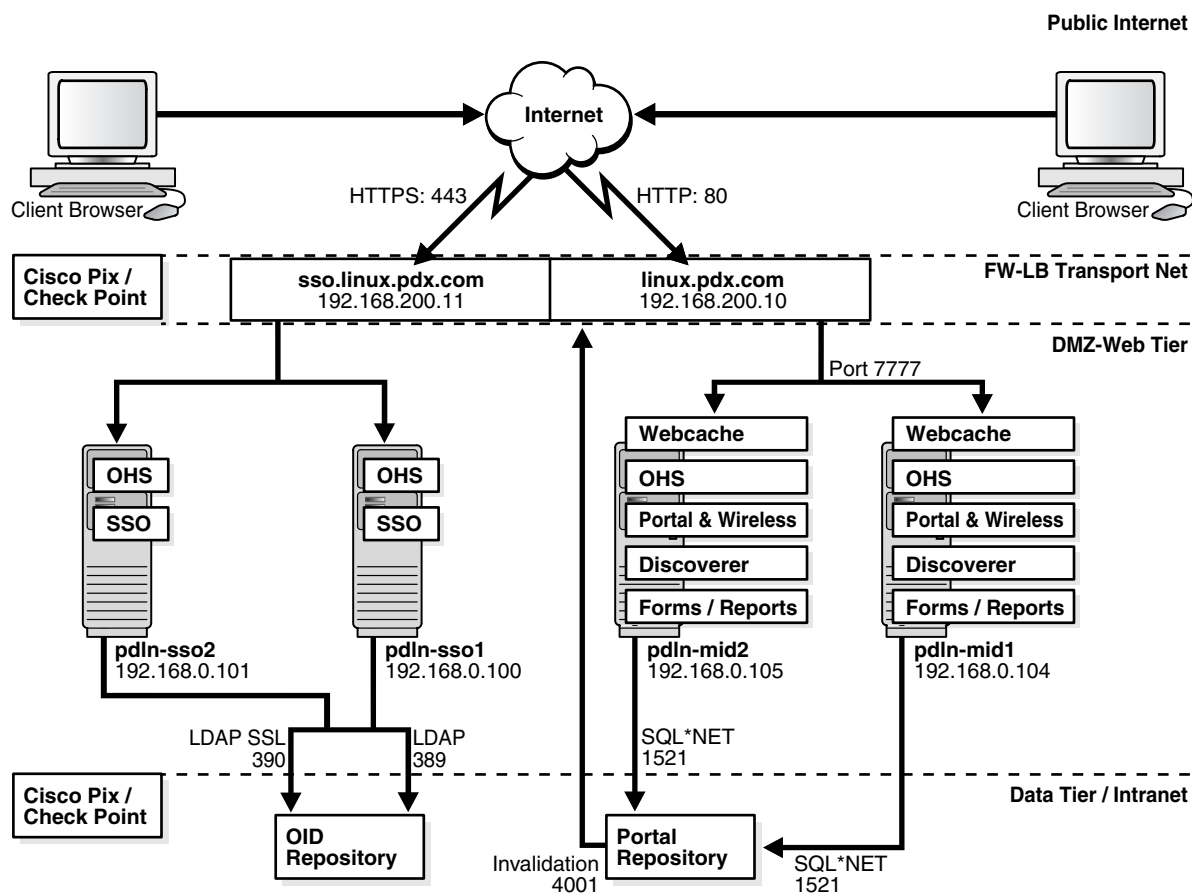 Public Internet
Internet
Client Browser
Client Browser
HTTPS: 443
HTTP: 80
Cisco Pix /
Check Point
sso.linux.pdx.com
192.168.200.11
linux.pdx.com
192.168.200.10
FW-LB Transport Net
DMZ-Web Tier
Port 7777
OHS
SSO
OHS
SSO
Webcache
OHS
Portal & Wireless
Discoverer
Forms / Reports
Webcache
OHS
Portal & Wireless
Discoverer
Forms / Reports
pdln-sso2
192.168.0.101
pdln-sso1
192.168.0.100
pdln-mid2
192.168.0.105
pdln-mid1
192.168.0.104
LDAP SSL
390
LDAP
389
SQL*NET
1521
Cisco Pix /
Check Point
Data Tier / Intranet
OID
Repository
Invalidation
4001
Portal
Repository
SQL*NET
1521